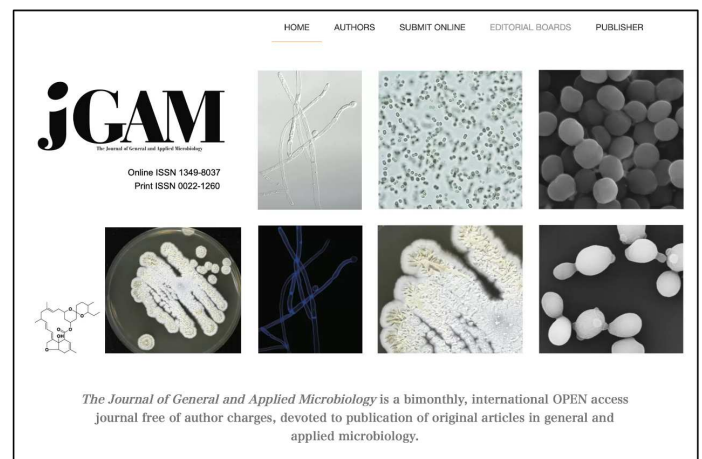 HOME AUTHORS SUBMIT ONLINE EDITORIAL BOARDS PUBLISHER
jGAM
The Journal of General and Applied Microbiology
Online ISSN 1349-8037
Print ISSN 0022-1260
O
O
O
O
OH
O
The Journal of General and Applied Microbiology is a bimonthly, international OPEN access
journal free of author charges, devoted to publication of original articles in general and
applied microbiology.